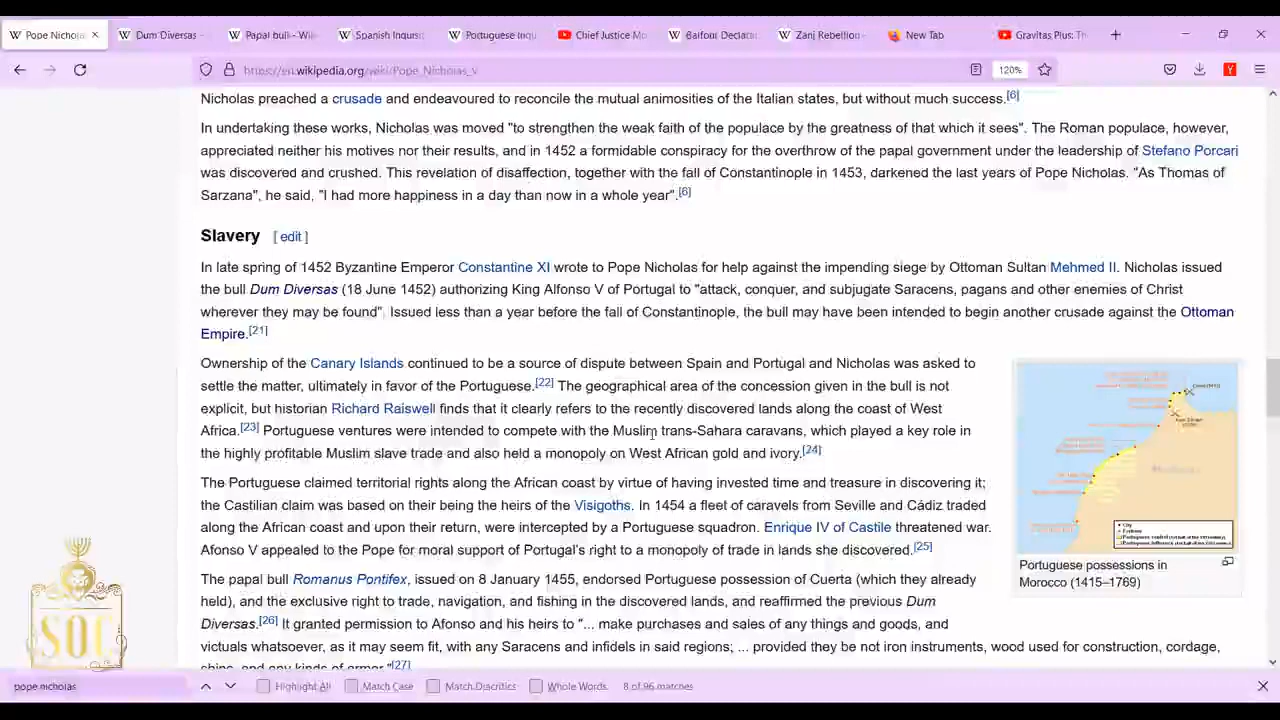 Pope Nichola
Dum Diversas
Papal bull - Wik
Spanish Inquisi
Portuguese Inqu
Chief Justice Mo
Balfour Declara
Zanj Rebellion -
New Tab
Gravitas Plus: Th
https://en.wikipedia.org/wiki/Pope_Nicholas_V
120%
Nicholas preached a crusade and endeavoured to reconcile the mutual animosities of the Italian states, but without much success.[6]
In undertaking these works, Nicholas was moved "to strengthen the weak faith of the populace by the greatness of that which it sees". The Roman populace, however,
appreciated neither his motives nor their results, and in 1452 a formidable conspiracy for the overthrow of the papal government under the leadership of Stefano Porcari
was discovered and crushed. This revelation of disaffection, together with the fall of Constantinople in 1453, darkened the last years of Pope Nicholas. "As Thomas of
Sarzana", he said, "I had more happiness in a day than now in a whole year".[6]
Slavery [ edit ]
In late spring of 1452 Byzantine Emperor Constantine XI wrote to Pope Nicholas for help against the impending siege by Ottoman Sultan Mehmed II. Nicholas issued
the bull Dum Diversas (18 June 1452) authorizing King Alfonso V of Portugal to "attack, conquer, and subjugate Saracens, pagans and other enemies of Christ
wherever they may be found". Issued less than a year before the fall of Constantinople, the bull may have been intended to begin another crusade against the Ottoman
Empire.[21]
Ownership of the Canary Islands continued to be a source of dispute between Spain and Portugal and Nicholas was asked to
settle the matter, ultimately in favor of the Portuguese.[22] The geographical area of the concession given in the bull is not
explicit, but historian Richard Raiswell finds that it clearly refers to the recently discovered lands along the coast of West
Africa.[23] Portuguese ventures were intended to compete with the Muslim trans-Sahara caravans, which played a key role in
the highly profitable Muslim slave trade and also held a monopoly on West African gold and ivory.[24]
The Portuguese claimed territorial rights along the African coast by virtue of having invested time and treasure in discovering it;
the Castilian claim was based on their being the heirs of the Visigoths. In 1454 a fleet of caravels from Seville and Cádiz traded
along the African coast and upon their return, were intercepted by a Portuguese squadron. Enrique IV of Castile threatened war.
Afonso V appealed to the Pope for moral support of Portugal's right to a monopoly of trade in lands she discovered.[25]
The papal bull Romanus Pontifex, issued on 8 January 1455, endorsed Portuguese possession of Cuerta (which they already
held), and the exclusive right to trade, navigation, and fishing in the discovered lands, and reaffirmed the previous Dum
Diversas.[26] It granted permission to Afonso and his heirs to "... make purchases and sales of any things and goods, and
victuals whatsoever, as it may seem fit, with any Saracens and infidels in said regions; ... provided they be not iron instruments, wood used for construction, cordage,
ships, and any kinds of armor."[27]
Portuguese possessions in
Morocco (1415–1769)
SOE
pope nicholas
Highlight All
Match Case
Match Diacritics
Whole Words
8 of 96 matches